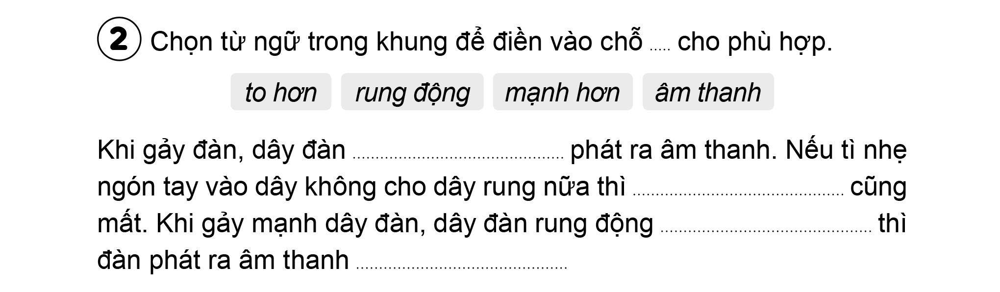 2 Chọn từ ngữ trong khung để điền vào chỗ ..... cho phù hợp.
to hơn rung động mạnh hơn âm thanh
Khi gảy đàn, dây đàn .............................................. phát ra âm thanh. Nếu tì nhẹ
ngón tay vào dây không cho dây rung nữa thì .............................................. cũng
mất. Khi gảy mạnh dây đàn, dây đàn rung động .............................................. thì
đàn phát ra âm thanh ..............................................